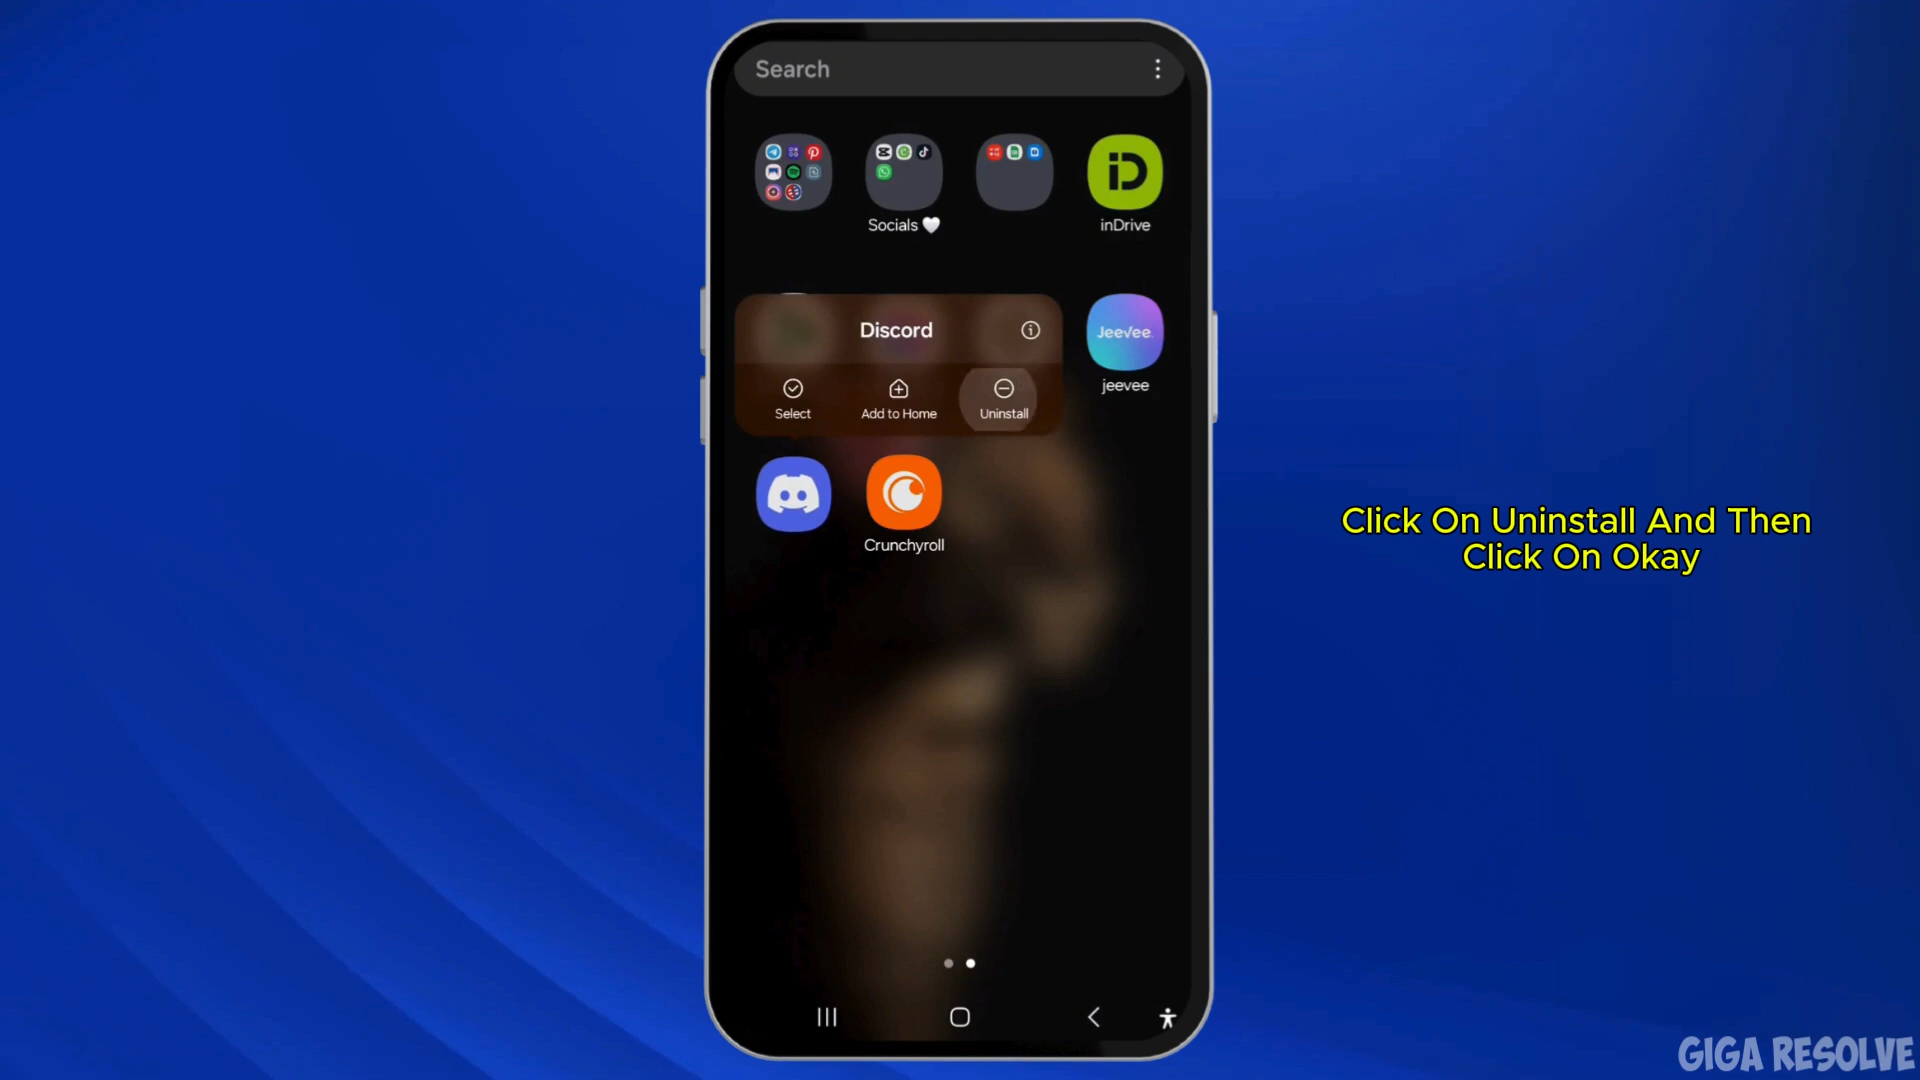 Search
iD
Socials 🤍
inDrive
Discord
JeeVee
Select
Add to Home
Uninstall
jeevee
Crunchyroll
Click On Uninstall And Then
Click On Okay
GIGA RESOLVE